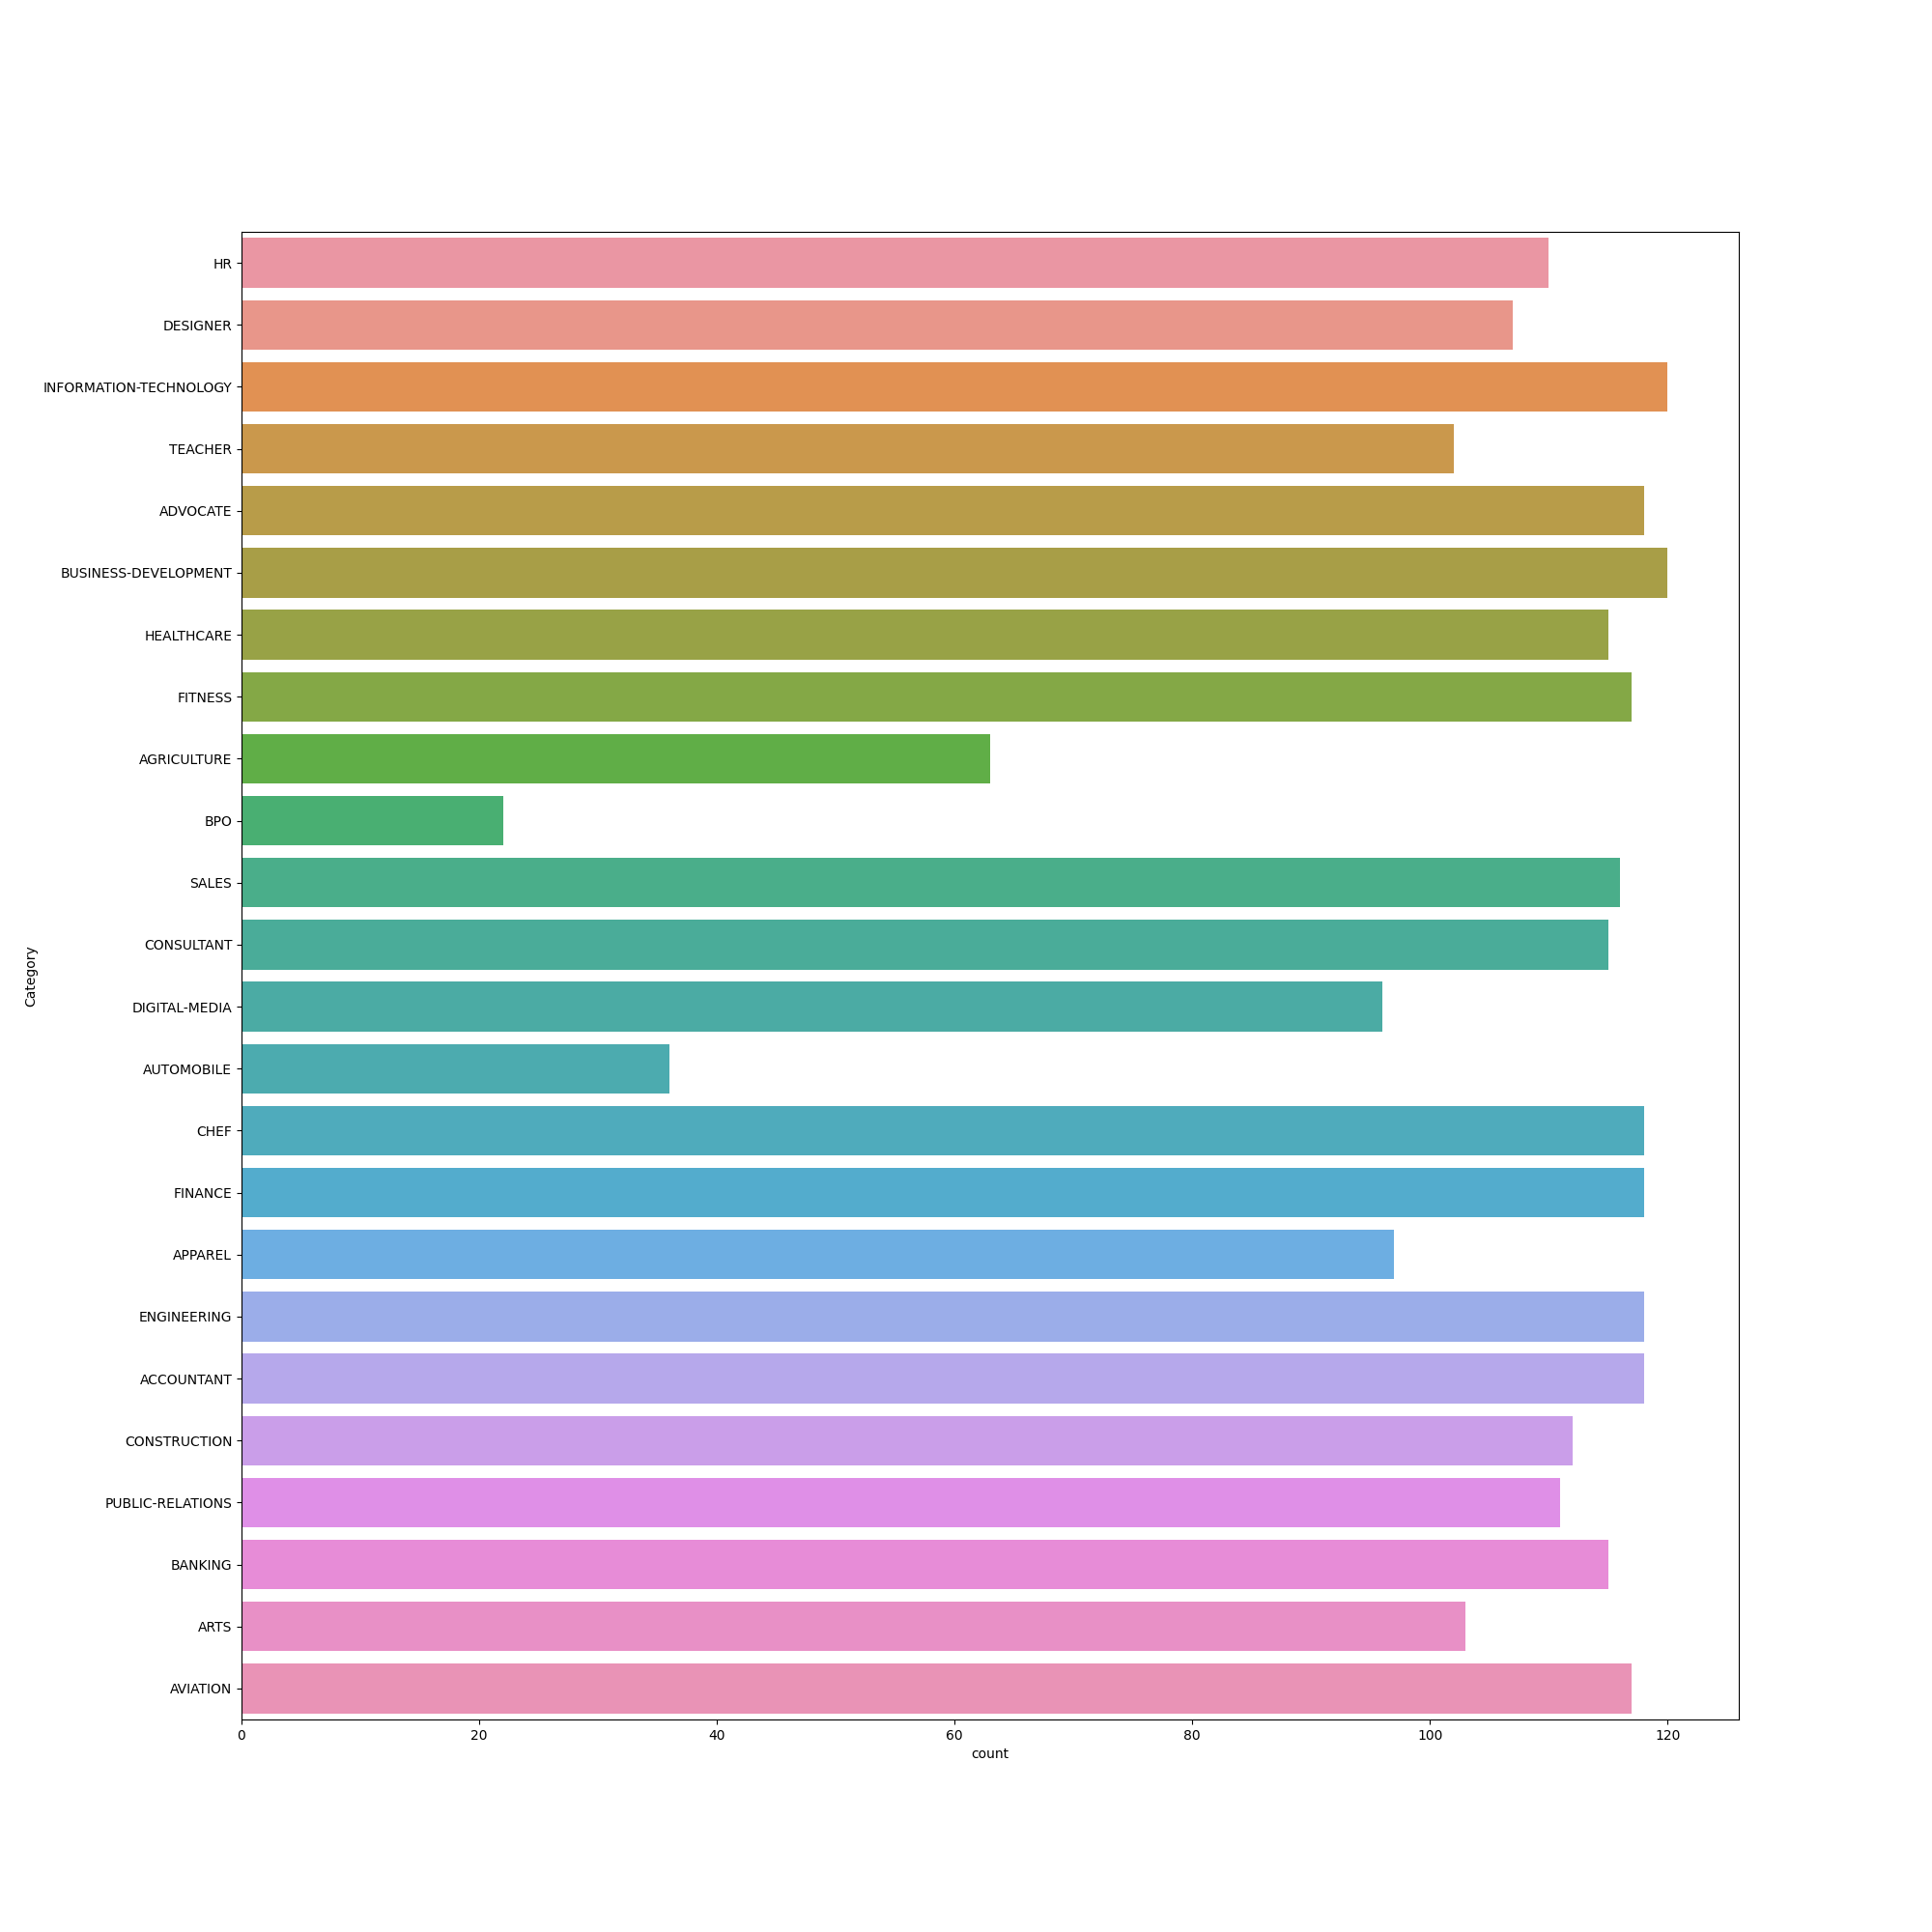 HR
DESIGNER
INFORMATION-TECHNOLOGY
TEACHER
ADVOCATE
BUSINESS-DEVELOPMENT
HEALTHCARE
FITNESS
AGRICULTURE
BPO
SALES
CONSULTANT
DIGITAL-MEDIA
AUTOMOBILE
CHEF
FINANCE
APPAREL
ENGINEERING
ACCOUNTANT
CONSTRUCTION
PUBLIC-RELATIONS
BANKING
ARTS
AVIATION
Category
0 20 40 60 80 100 120
count